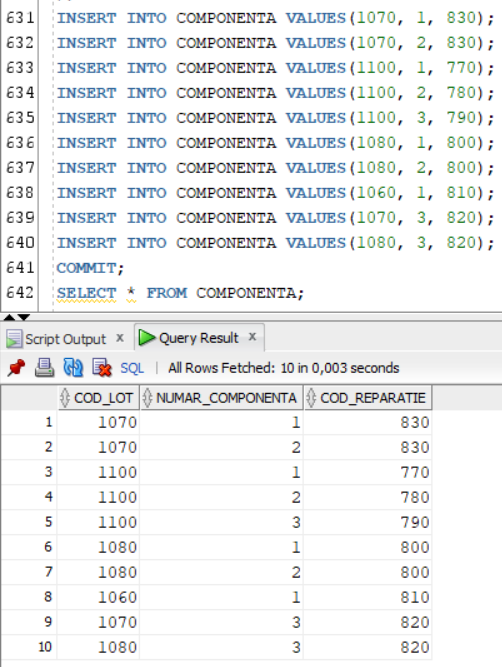 631 INSERT INTO COMPONENTA VALUES(1070, 1, 830);
632 INSERT INTO COMPONENTA VALUES(1070, 2, 830);
633 INSERT INTO COMPONENTA VALUES(1100, 1, 770);
634 INSERT INTO COMPONENTA VALUES(1100, 2, 780);
635 INSERT INTO COMPONENTA VALUES(1100, 3, 790);
636 INSERT INTO COMPONENTA VALUES(1080, 1, 800);
637 INSERT INTO COMPONENTA VALUES(1080, 2, 800);
638 INSERT INTO COMPONENTA VALUES(1060, 1, 810);
639 INSERT INTO COMPONENTA VALUES(1070, 3, 820);
640 INSERT INTO COMPONENTA VALUES(1080, 3, 820);
641 COMMIT;
642 SELECT * FROM COMPONENTA;
Script Output x Query Result x
SQL | All Rows Fetched: 10 in 0,003 seconds
COD_LOT NUMAR_COMPONENTA COD_REPARATIE
1 1070 1 830
2 1070 2 830
3 1100 1 770
4 1100 2 780
5 1100 3 790
6 1080 1 800
7 1080 2 800
8 1060 1 810
9 1070 3 820
10 1080 3 820